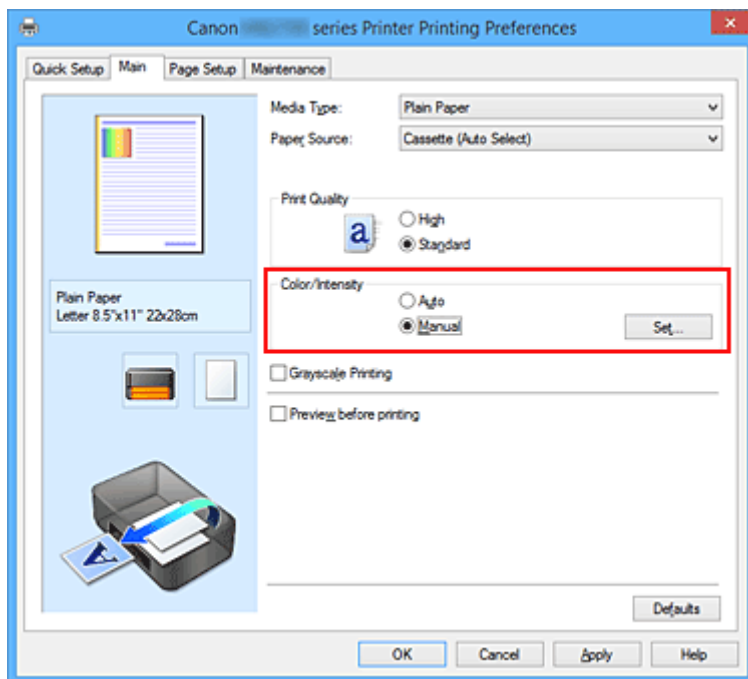 Canon series Printer Printing Preferences
Quick Setup Main Page Setup Maintenance
Media Type: Plain Paper
Paper Source: Cassette (Auto Select)
Print Quality
a
High
Standard
Color/Intensity
Auto
Manual
Set...
Plain Paper
Letter 8.5"x11" 22x28cm
Grayscale Printing
Preview before printing
A
Defaults
OK Cancel Apply Help